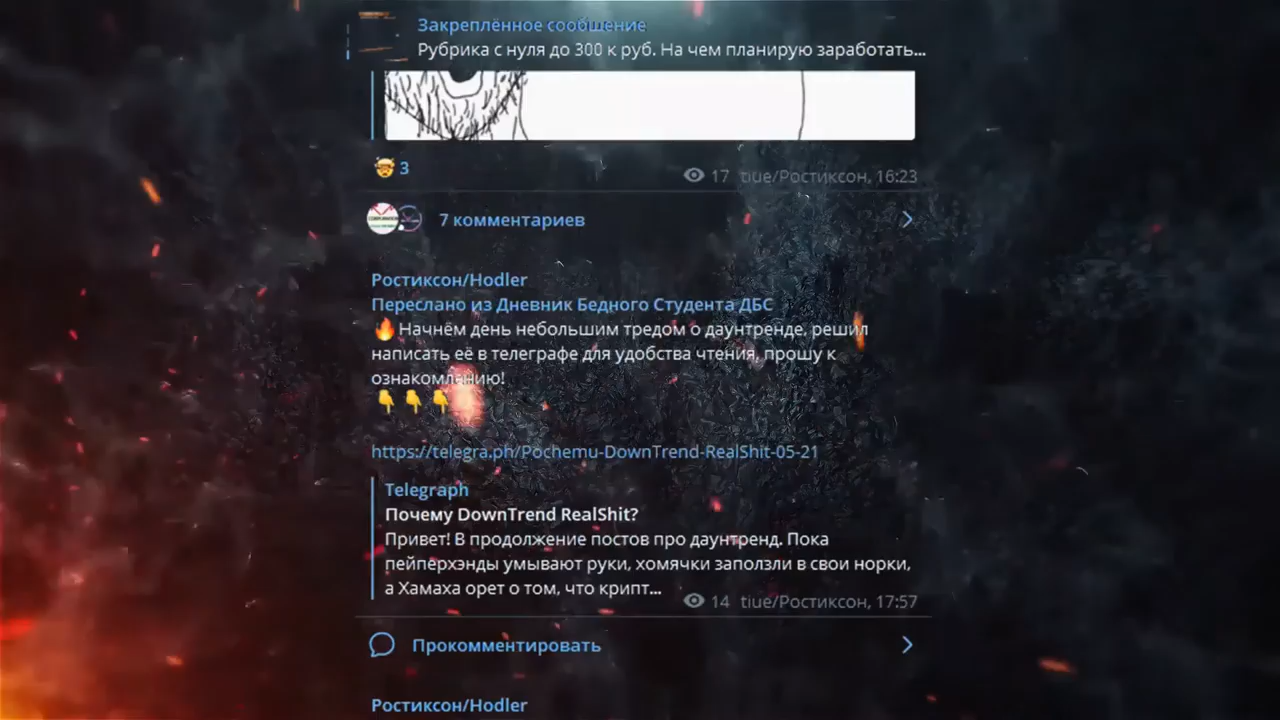 Закреплённое сообщение
Рубрика с нуля до 300 к руб. На чем планирую заработать...
3
17 tiue/Ростиксон, 16:23
7 комментариев
Ростиксон/Hodler
Переслано из Дневник Бедного Студента ДБС
🔥 Начнём день небольшим тредом о даунтренде, решил
написать её в телеграфе для удобства чтения, прошу к
ознакомлению!
👇👇👇
https://telegra.ph/Pochemu-DownTrend-RealShit-05-21
Telegraph
Почему DownTrend RealShit?
Привет! В продолжение постов про даунтренд. Пока
пейперхэнды умывают руки, хомячки заползли в свои норки,
а Хамаха орет о том, что крипт...
14 tiue/Ростиксон, 17:57
Прокомментировать
Ростиксон/Hodler